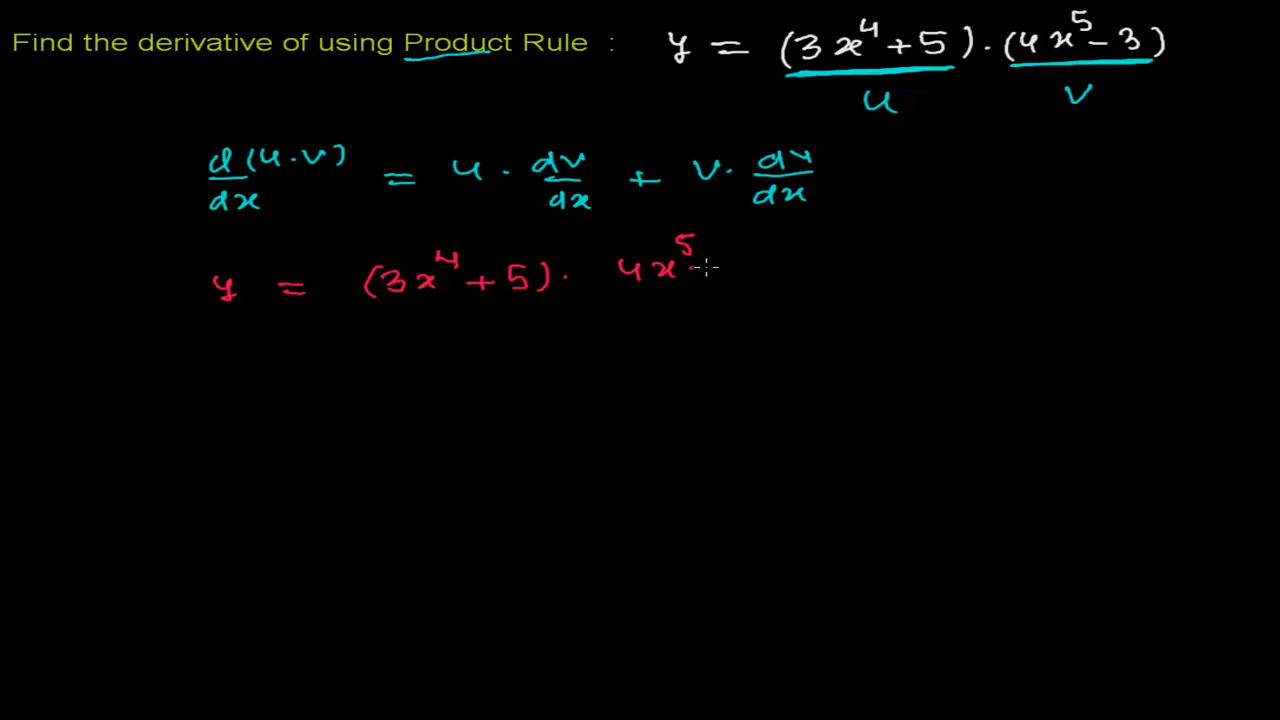 Find the derivative of using Product Rule : y = (3x⁴+5).(4x⁵-3)
u v
d(u.v)/dx = u . dv/dx + v . du/dx
y = (3x⁴+5). 4x⁵